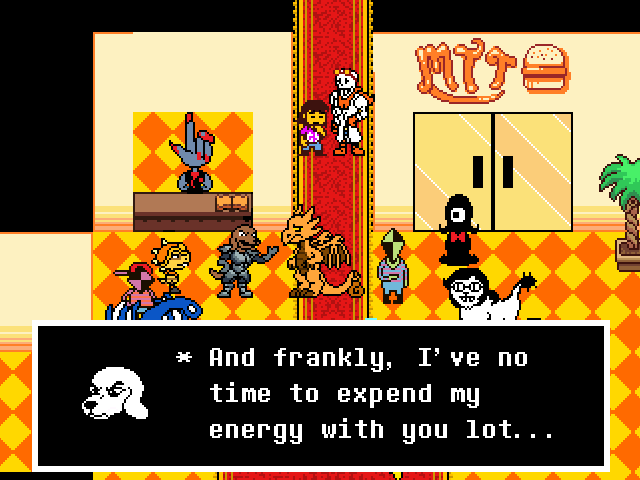 MTT
* And frankly, I've no
time to expend my
energy with you lot...